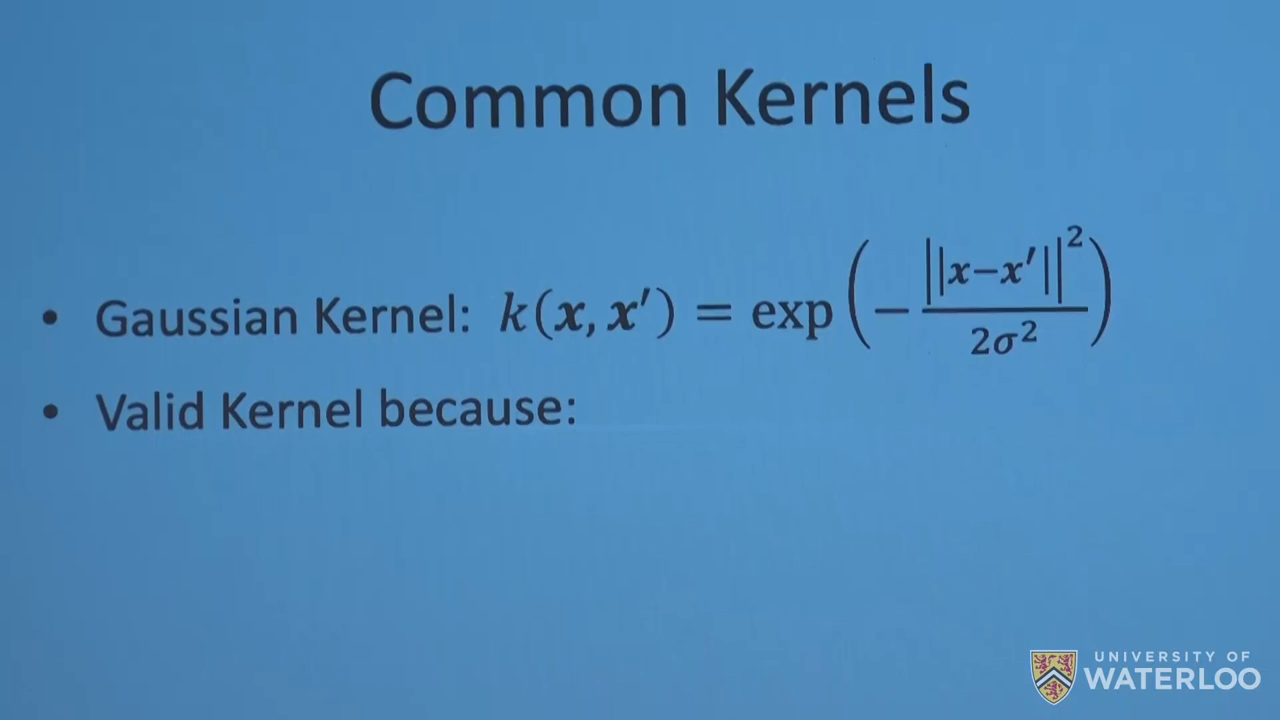 Common Kernels
• Gaussian Kernel: k(x, x′) = exp(−||x−x′||²/2σ²)
• Valid Kernel because:
UNIVERSITY OF
WATERLOO